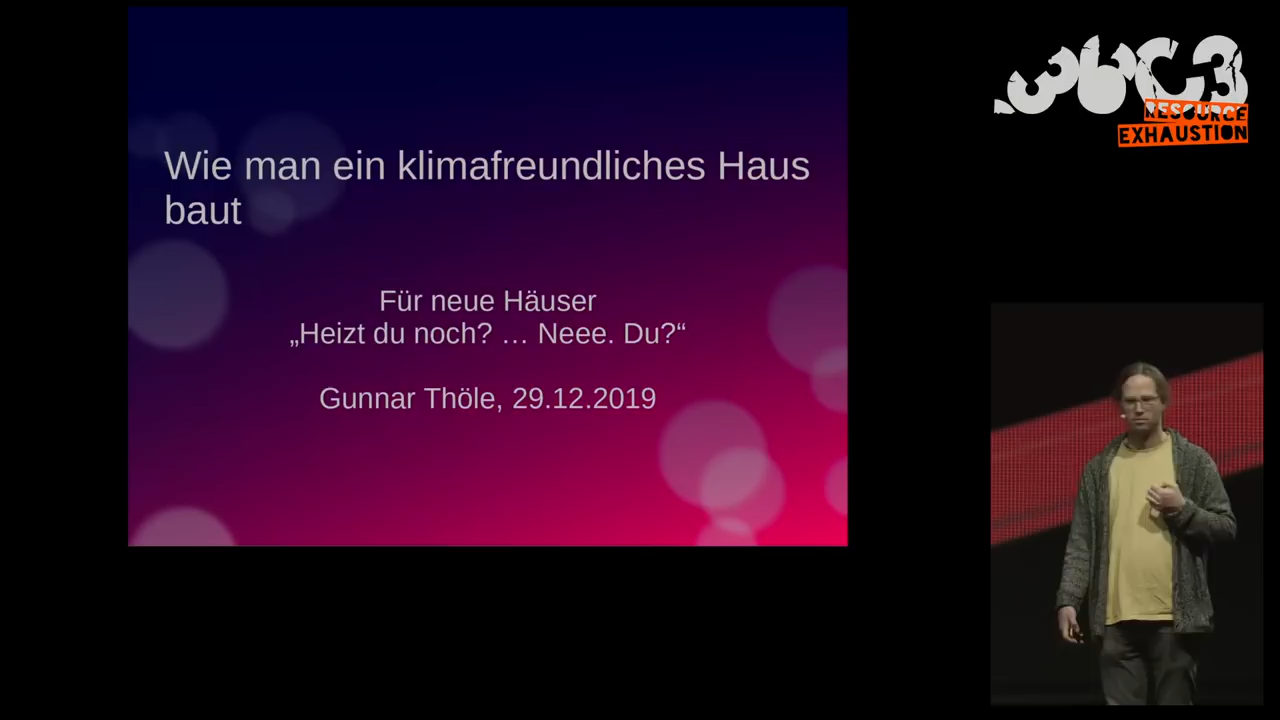 Wie man ein klimafreundliches Haus
baut
Für neue Häuser
„Heizt du noch? … Neee. Du?“
Gunnar Thöle, 29.12.2019
36C3
RESOURCE
EXHAUSTION